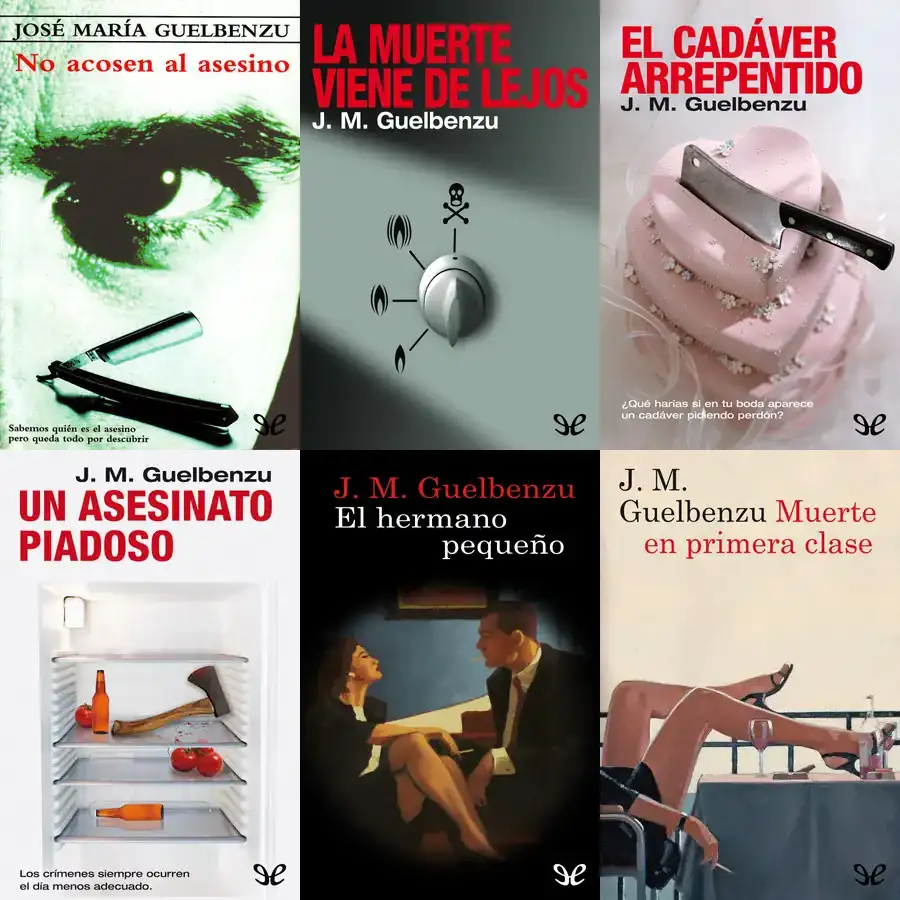 JOSÉ MARÍA GUELBENZU
No acosen al asesino
Sabemos quién es el asesino
pero queda todo por descubrir
LA MUERTE
VIENE DE LEJOS
J. M. Guelbenzu
EL CADÁVER
ARREPENTIDO
J. M. Guelbenzu
¿Qué harías si en tu boda aparece
un cadáver pidiendo perdón?
J. M. Guelbenzu
UN ASESINATO
PIADOSO
Los crímenes siempre ocurren
el día menos adecuado.
J. M. Guelbenzu
El hermano
pequeño
J. M.
Guelbenzu Muerte
en primera clase